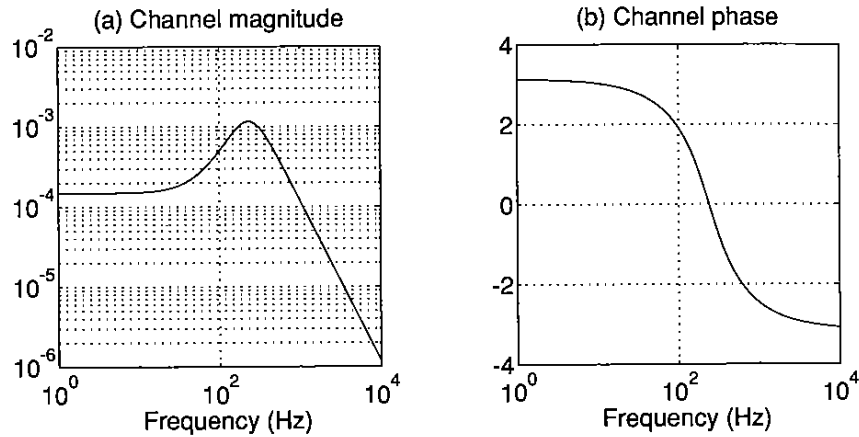 (a) Channel magnitude
10^-2
10^-3
10^-4
10^-5
10^-6
10^0 10^2 10^4
Frequency (Hz)
(b) Channel phase
4
2
0
-2
-4
10^0 10^2 10^4
Frequency (Hz)